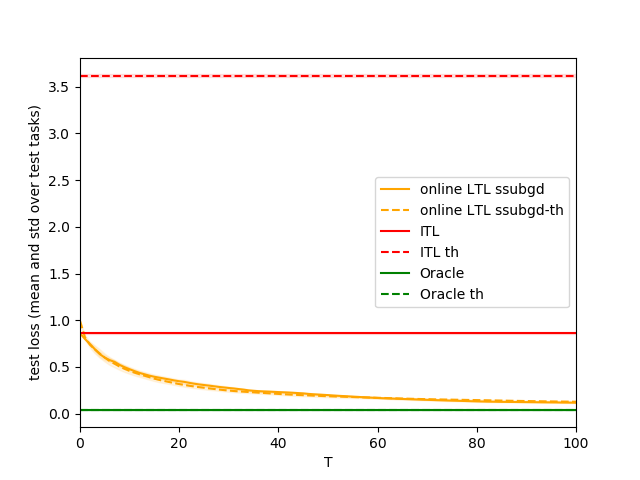 test loss (mean and std over test tasks)
3.5
3.0
2.5
2.0
1.5
1.0
0.5
0.0
online LTL ssubgd
online LTL ssubgd-th
ITL
ITL th
Oracle
Oracle th
0 20 40 60 80 100
T